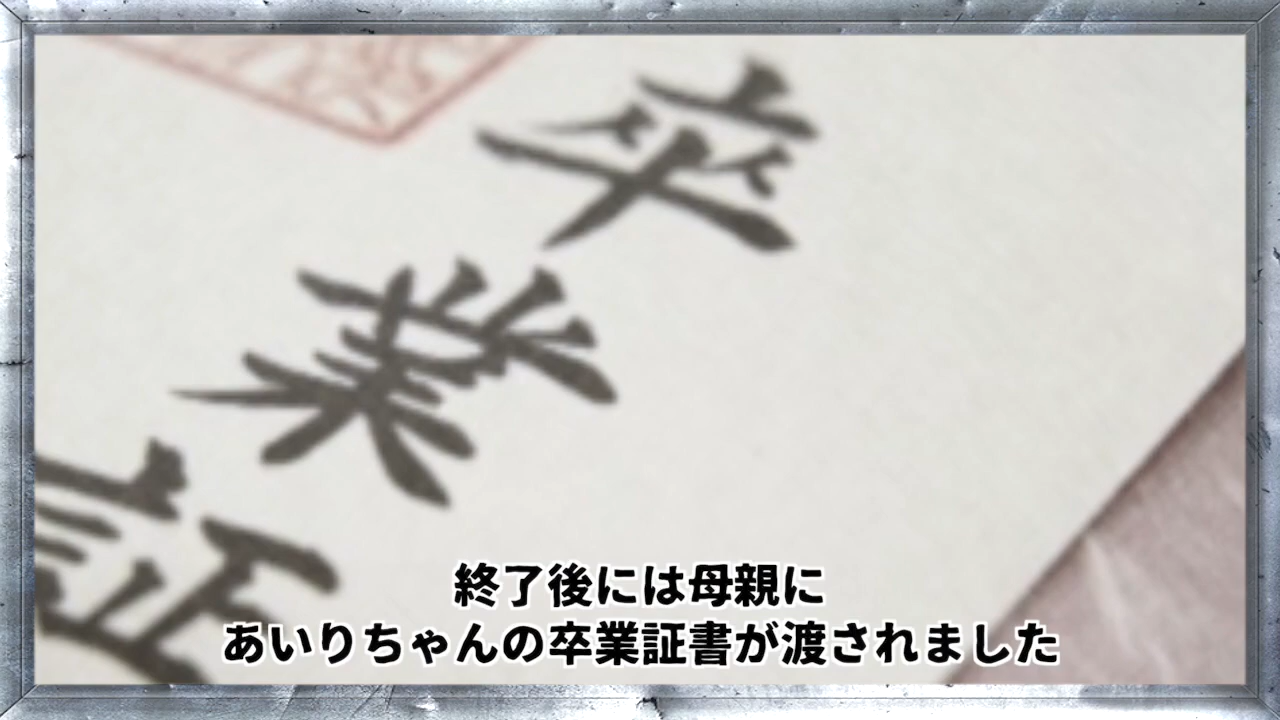 卒業証
終了後には母親に
あいりちゃんの卒業証書が渡されました